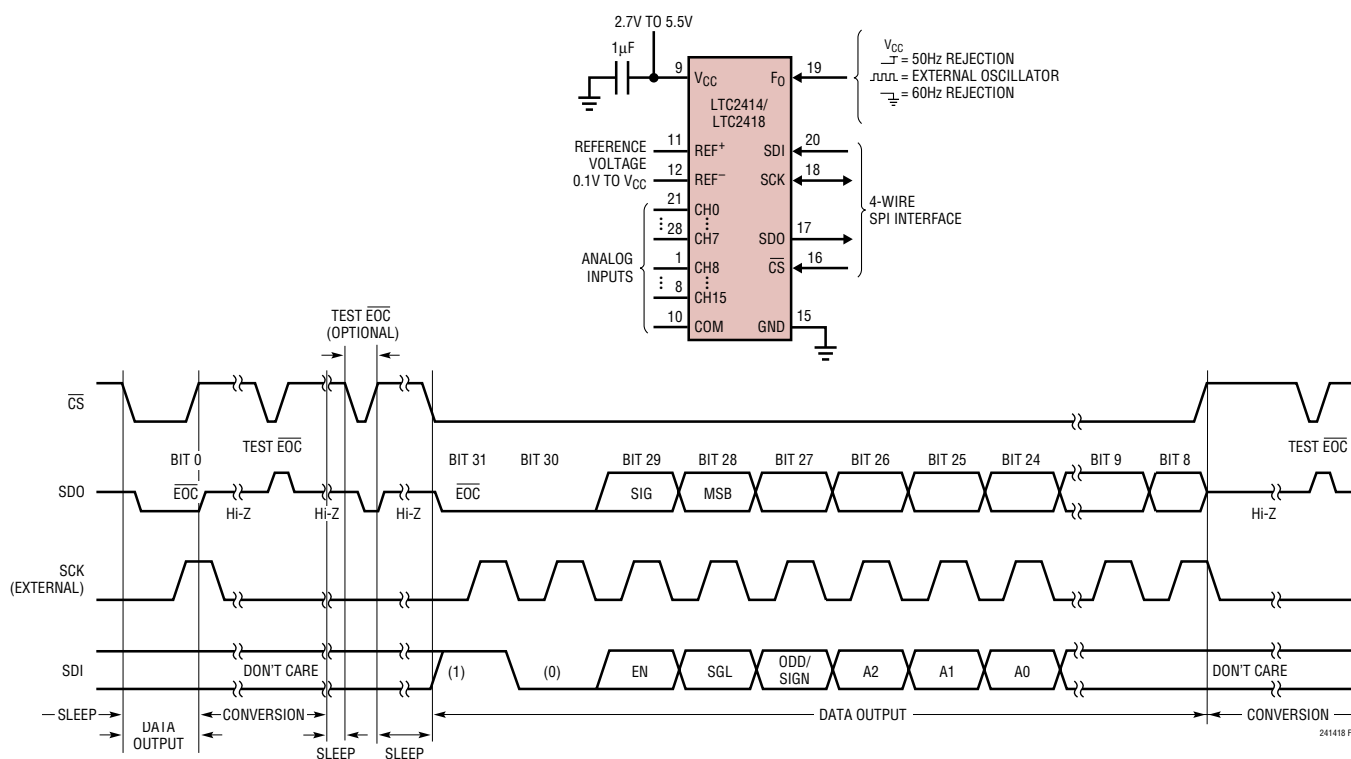 2.7V TO 5.5V
1μF
9
VCC
FO
19
VCC
= 50Hz REJECTION
= EXTERNAL OSCILLATOR
= 60Hz REJECTION
LTC2414/
LTC2418
REFERENCE
VOLTAGE
0.1V TO VCC
11
REF+
12
REF–
SDI
20
SCK
18
4-WIRE
SPI INTERFACE
ANALOG
INPUTS
21
CH0
28
CH7
1
CH8
8
CH15
10
COM
SDO
17
CS
16
GND
15
TEST EOC
(OPTIONAL)
CS
TEST EOC
TEST EOC
BIT 0
BIT 31
BIT 30
BIT 29
BIT 28
BIT 27
BIT 26
BIT 25
BIT 24
BIT 9
BIT 8
SDO
EOC
Hi-Z
Hi-Z
Hi-Z
EOC
SIG
MSB
Hi-Z
SCK
(EXTERNAL)
SDI
DON'T CARE
(1)
(0)
EN
SGL
ODD/
SIGN
A2
A1
A0
DON'T CARE
SLEEP
DATA
OUTPUT
CONVERSION
SLEEP
SLEEP
DATA OUTPUT
CONVERSION
241418 F